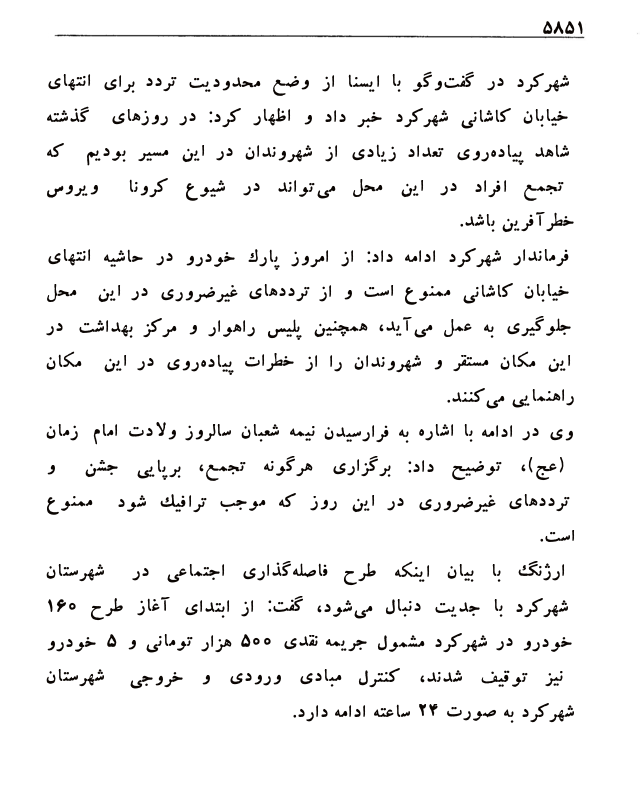 ۵۸۵۱
شهرکرد در گفت‌وگو با ایسنا از وضع محدودیت تردد برای انتهای
خیابان کاشانی شهرکرد خبر داد و اظهار کرد: در روزهای گذشته
شاهد پیاده‌روی تعداد زیادی از شهروندان در این مسیر بودیم که
تجمع افراد در این محل می‌تواند در شیوع کرونا ویروس
خطرآفرین باشد.
فرماندار شهرکرد ادامه داد: از امروز پارك خودرو در حاشیه انتهای
خیابان کاشانی ممنوع است و از ترددهای غیرضروری در این محل
جلوگیری به عمل می‌آید، همچنین پلیس راهوار و مرکز بهداشت در
این مکان مستقر و شهروندان را از خطرات پیاده‌روی در این مکان
راهنمایی می‌کنند.
وی در ادامه با اشاره به فرارسیدن نیمه شعبان سالروز ولادت امام زمان
(عج)، توضیح داد: برگزاری هرگونه تجمع، برپایی جشن و
ترددهای غیرضروری در این روز که موجب ترافیك شود ممنوع
است.
ارژنگ با بیان اینکه طرح فاصله‌گذاری اجتماعی در شهرستان
شهرکرد با جدیت دنبال می‌شود، گفت: از ابتدای آغاز طرح ۱۶۰
خودرو در شهرکرد مشمول جریمه نقدی ۵۰۰ هزار تومانی و ۵ خودرو
نیز توقیف شدند، کنترل مبادی ورودی و خروجی شهرستان
شهرکرد به صورت ۲۴ ساعته ادامه دارد.